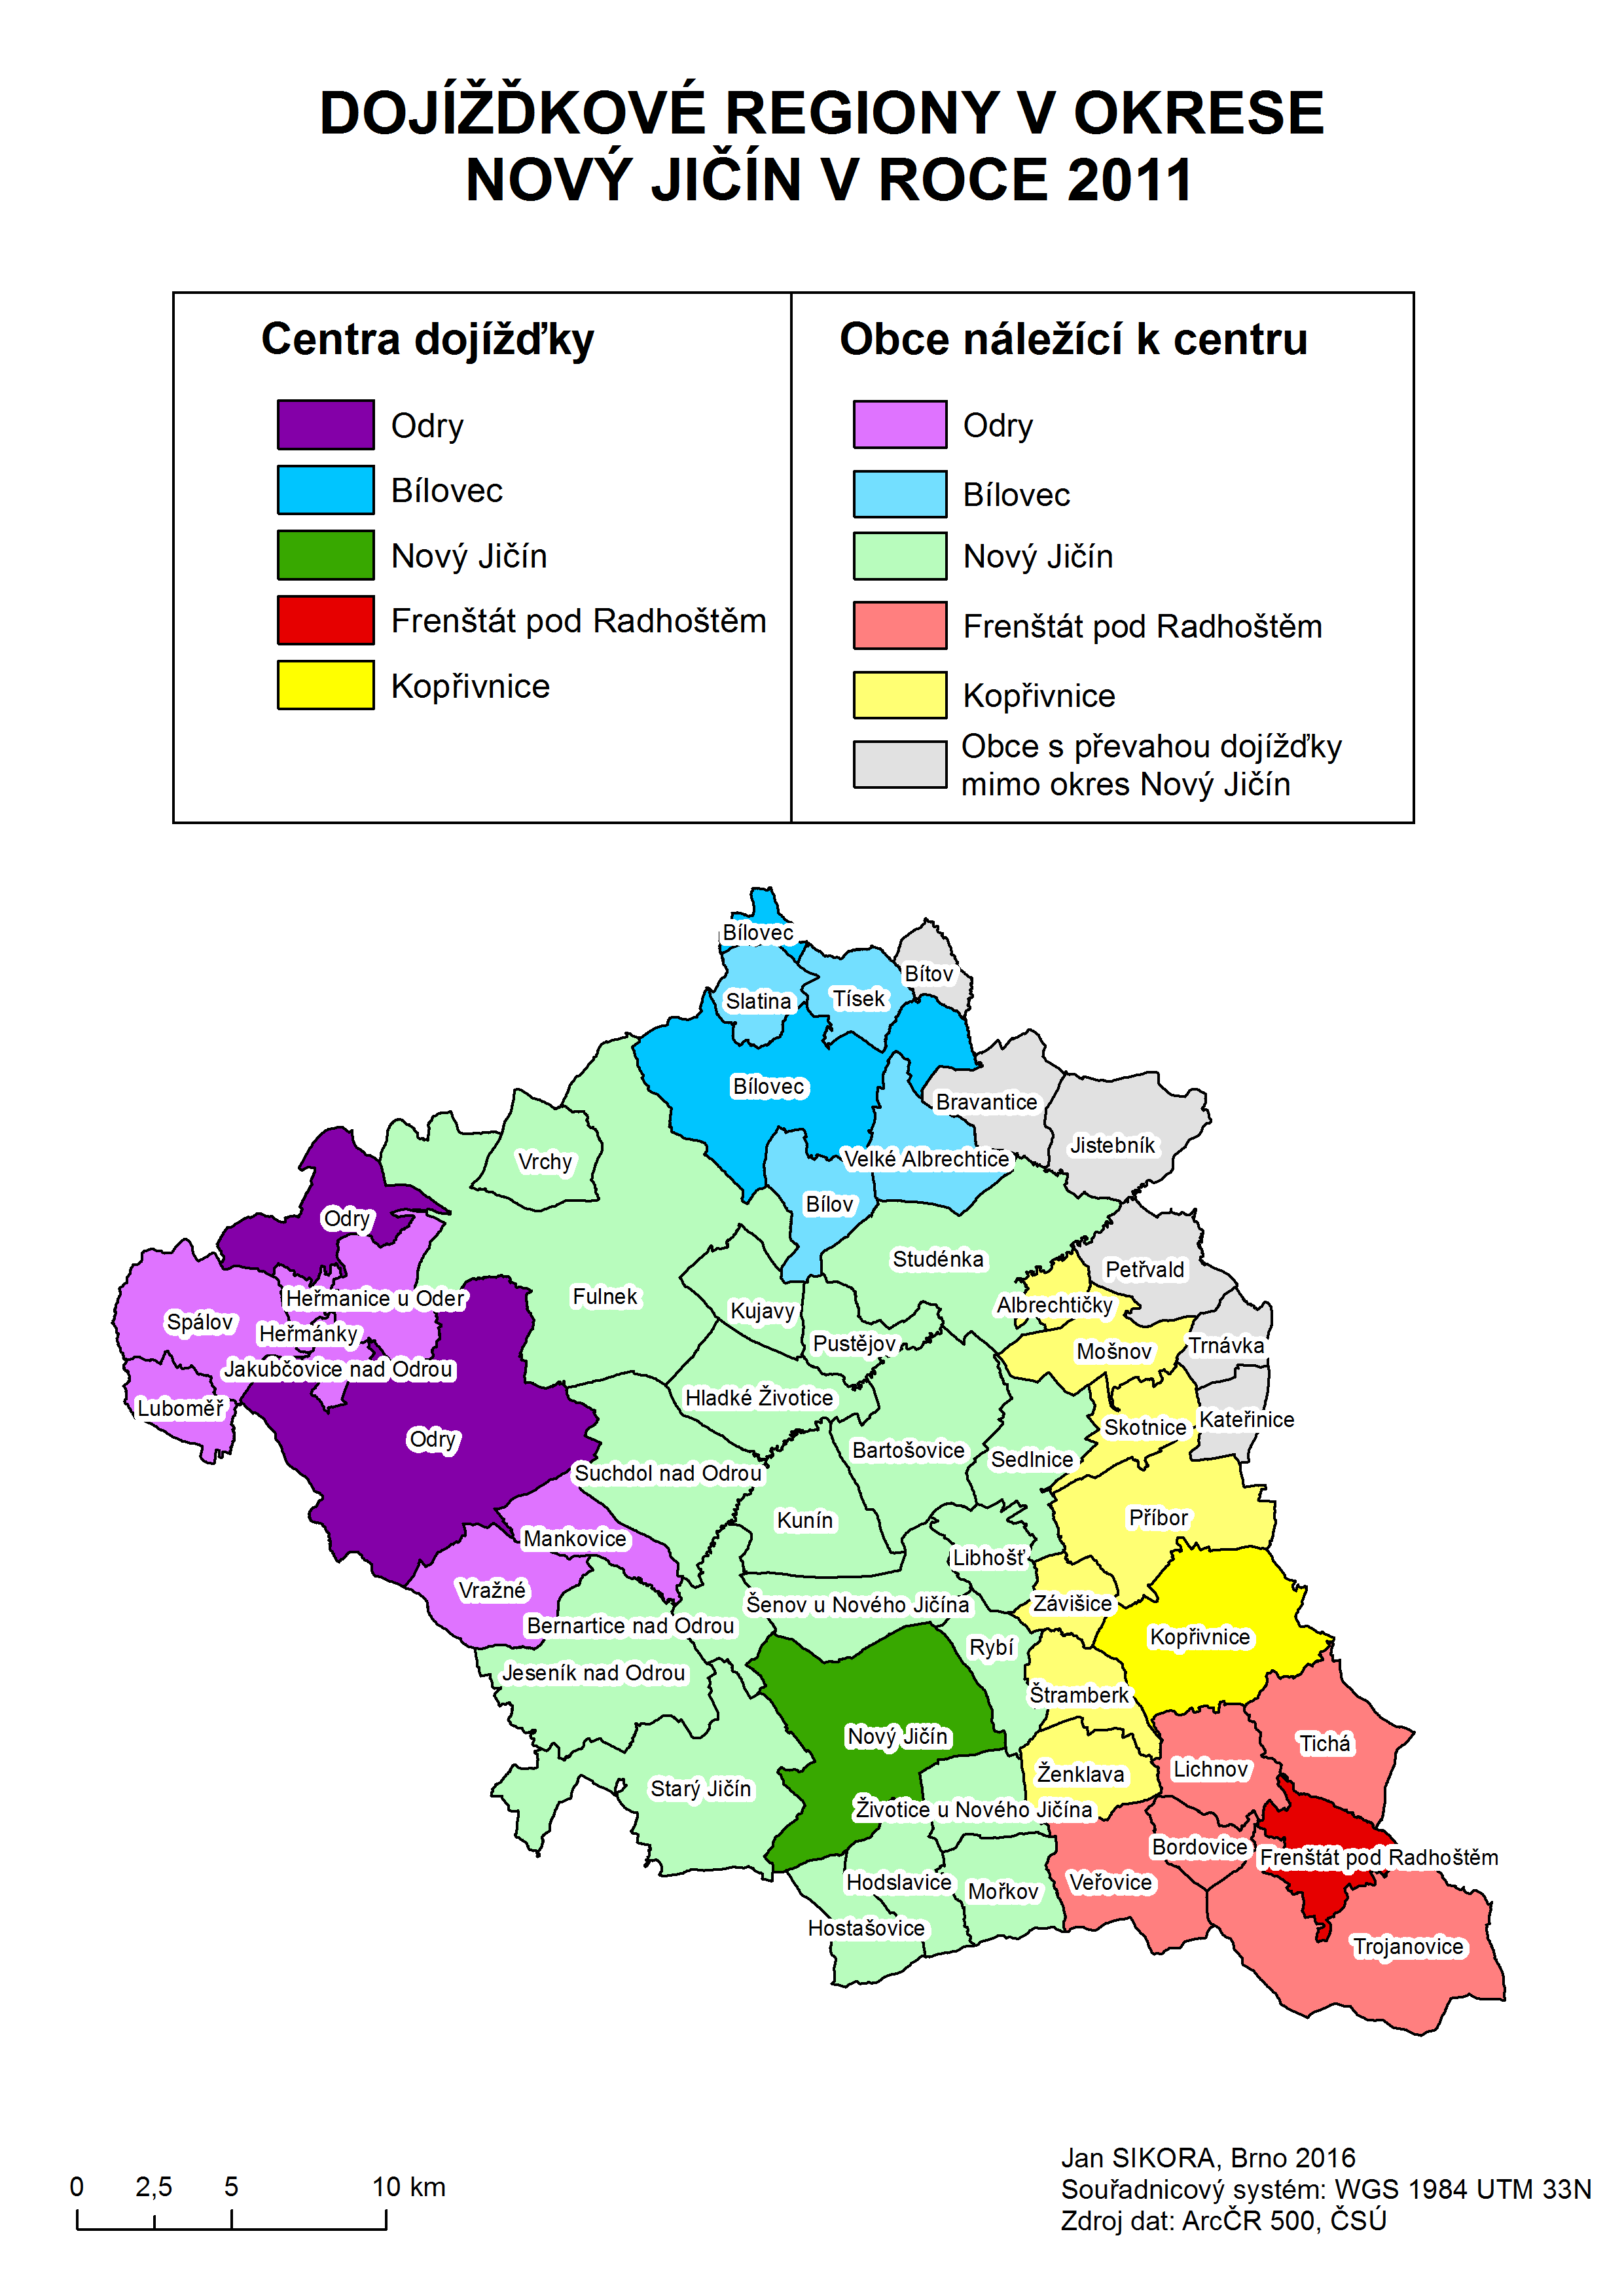 DOJÍŽĎKOVÉ REGIONY V OKRESE
NOVÝ JIČÍN V ROCE 2011
Centra dojížďky
Odry
Bílovec
Nový Jičín
Frenštát pod Radhoštěm
Kopřivnice
Obce náležící k centru
Odry
Bílovec
Nový Jičín
Frenštát pod Radhoštěm
Kopřivnice
Obce s převahou dojížďky
mimo okres Nový Jičín
Bílovec
Bítov
Slatina
Tísek
Bílovec
Bravantice
Jistebník
Vrchy
Velké Albrechtice
Bílov
Odry
Studénka
Petřvald
Heřmanice u Oder
Fulnek
Kujavy
Albrechtičky
Spálov
Heřmánky
Pustějov
Mošnov
Trnávka
Jakubčovice nad Odrou
Hladké Životice
Luboměř
Skotnice
Kateřinice
Odry
Bartošovice
Sedlnice
Suchdol nad Odrou
Kunín
Příbor
Mankovice
Libhošť
Vražné
Šenov u Nového Jičína
Závišice
Bernartice nad Odrou
Rybí
Kopřivnice
Jeseník nad Odrou
Štramberk
Nový Jičín
Tichá
Lichnov
Ženklava
Starý Jičín
Životice u Nového Jičína
Bordovice
Frenštát pod Radhoštěm
Hodslavice
Mořkov
Veřovice
Hostašovice
Trojanovice
0 2,5 5 10 km
Jan SIKORA, Brno 2016
Souřadnicový systém: WGS 1984 UTM 33N
Zdroj dat: ArcČR 500, ČSÚ